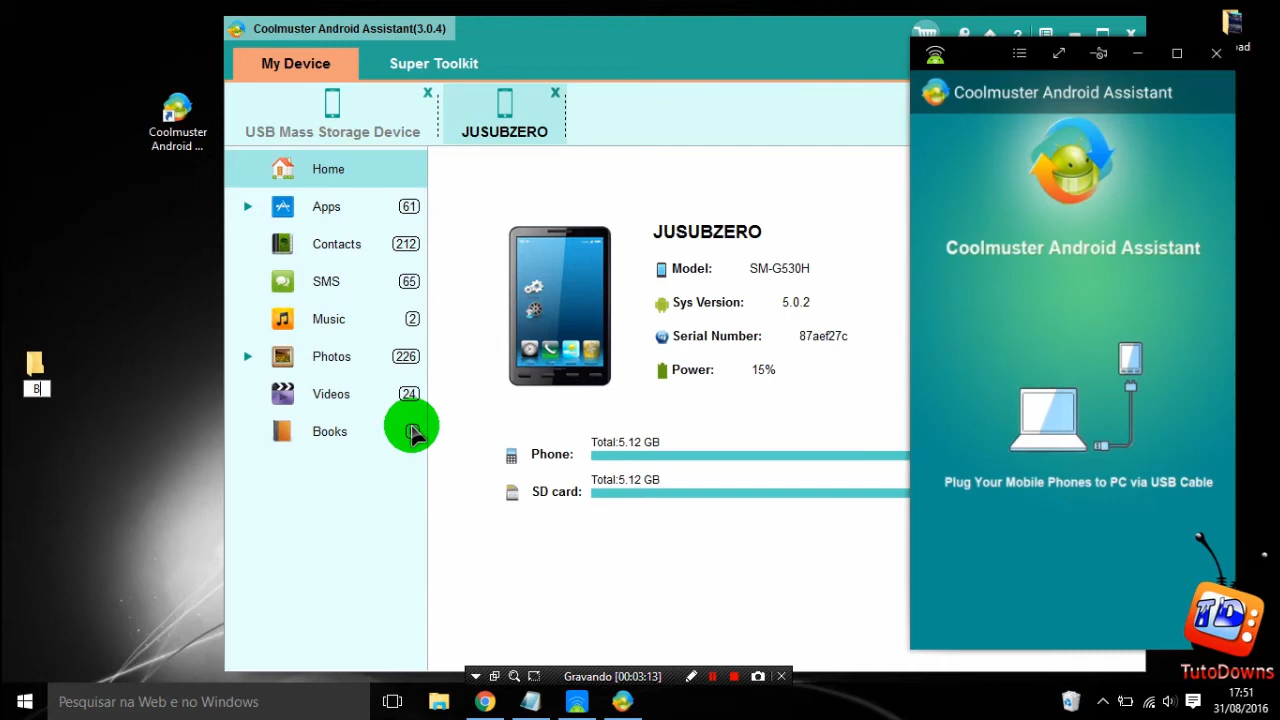 Coolmuster Android Assistant(3.0.4)
My Device
Super Toolkit
USB Mass Storage Device
X
JUSUBZERO
X
Coolmuster
Android ...
B
Home
Apps
61
Contacts
212
SMS
65
Music
2
Photos
226
Videos
24
Books
JUSUBZERO
Model: SM-G530H
Sys Version: 5.0.2
Serial Number: 87aef27c
Power: 15%
Total:5.12 GB
Phone:
Total:5.12 GB
SD card:
Coolmuster Android Assistant
Coolmuster Android Assistant
Plug Your Mobile Phones to PC via USB Cable
TD
TutoDowns
Gravando [00:03:13]
Pesquisar na Web e no Windows
17:51
31/08/2016